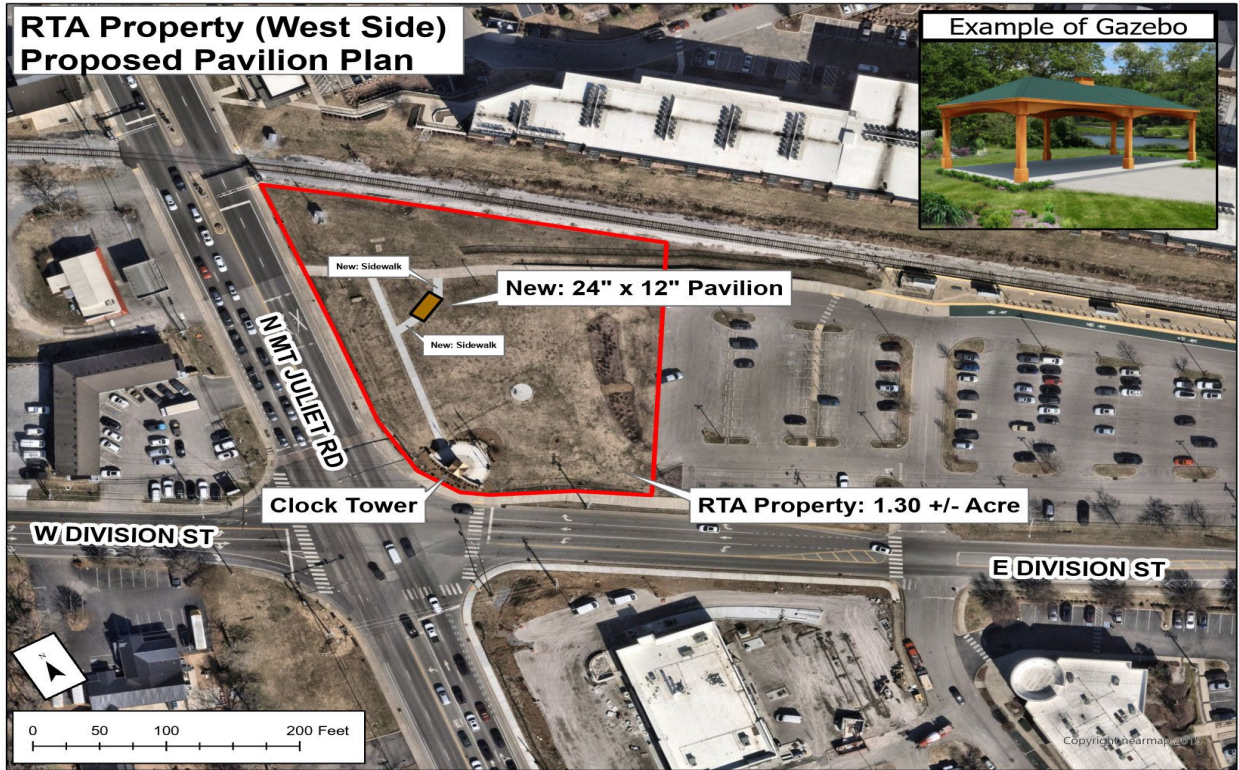 RTA Property (West Side)
Proposed Pavilion Plan
Example of Gazebo
New: Sidewalk
New: 24" x 12" Pavilion
New: Sidewalk
N MT JULIET RD
Clock Tower
RTA Property: 1.30 +/- Acre
W DIVISION ST
E DIVISION ST
N
0 50 100 200 Feet
Copyright nearmap